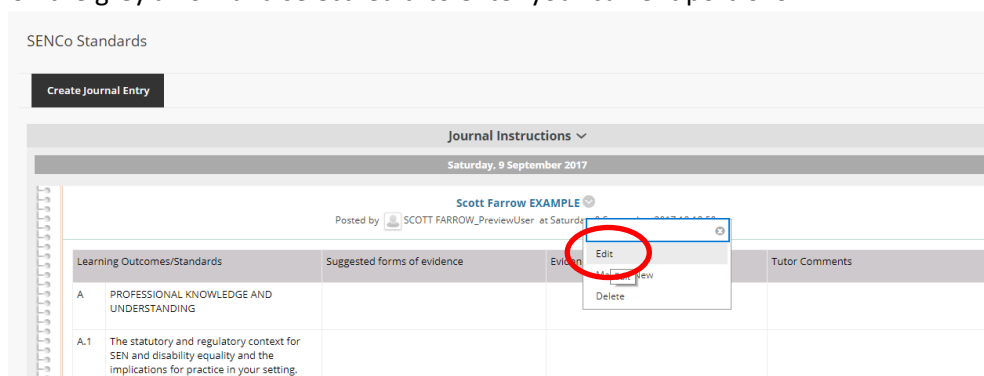 SENCo Standards
Create Journal Entry
Journal Instructions
Saturday, 9 September 2017
Scott Farrow EXAMPLE
Posted by SCOTT FARROW_PreviewUser at
Learning Outcomes/Standards Suggested forms of evidence Tutor Comments
Edit
Delete
A PROFESSIONAL KNOWLEDGE AND
UNDERSTANDING
A.1 The statutory and regulatory context for
SEN and disability equality and the
implications for practice in your setting.